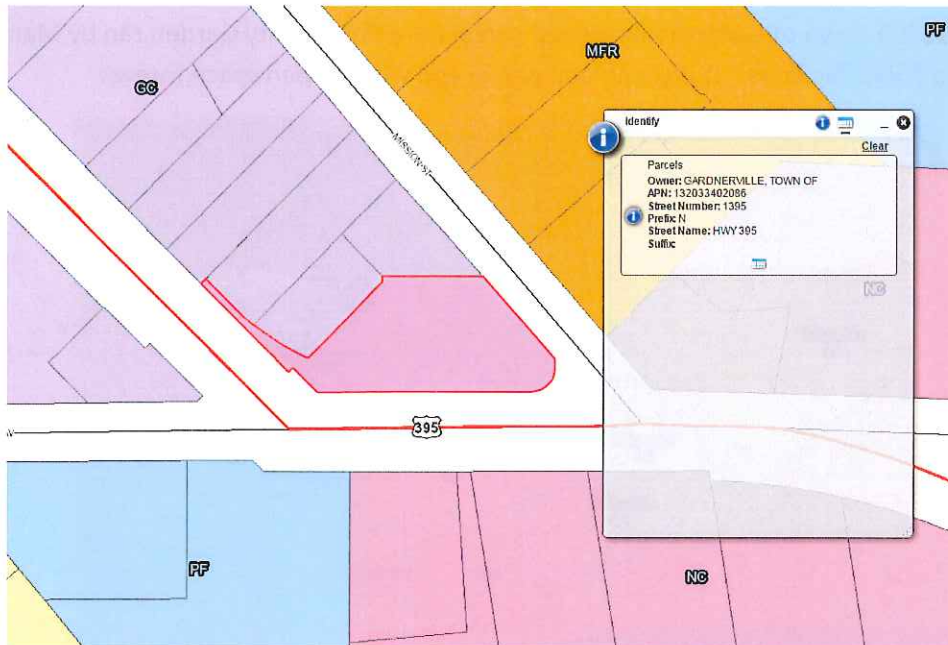 PF
MFR
GC
MISSION ST
Identify
Clear
Parcels
Owner: GARDNERVILLE, TOWN OF
APN: 132033402086
Street Number: 1395
Prefix: N
Street Name: HWY 395
Suffix:
NC
395
PF
NC